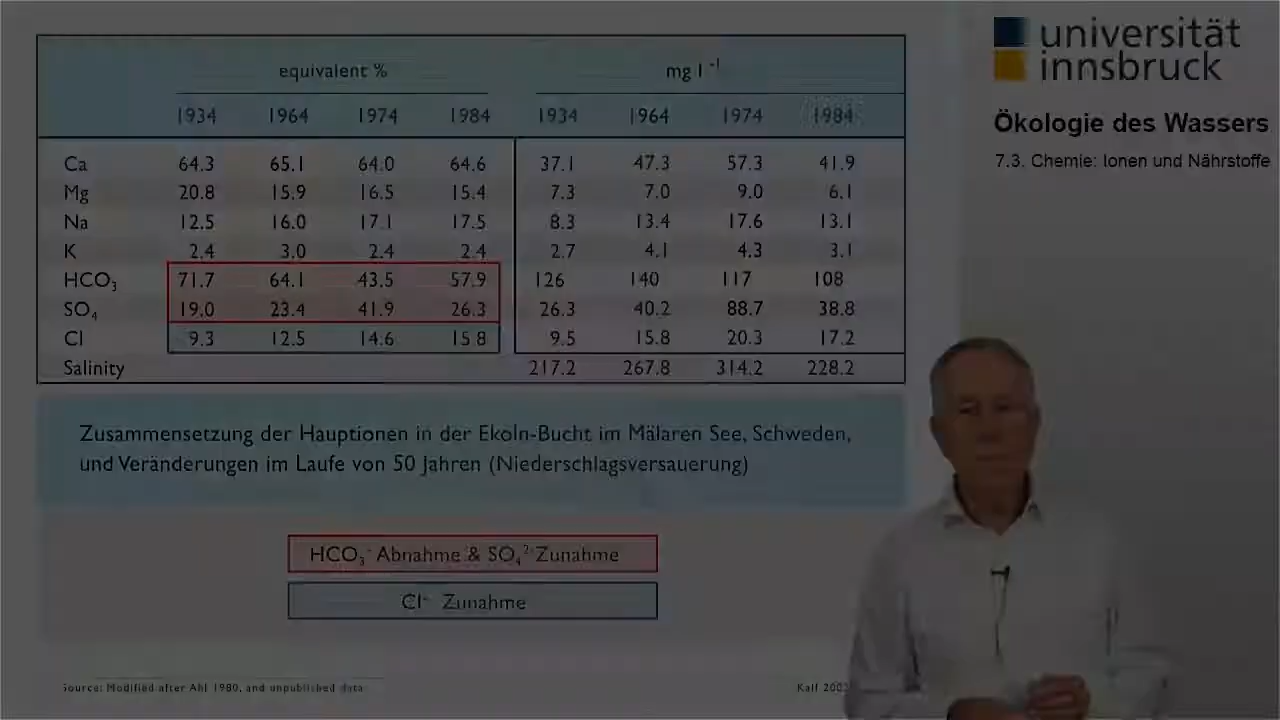 universität
innsbruck
Ökologie des Wassers
7.3. Chemie: Ionen und Nährstoffe
equivalent % mg l⁻¹
1934 1964 1974 1984 1934 1964 1974 1984
Ca 64.3 65.1 64.0 64.6 37.1 47.3 57.3 41.9
Mg 20.8 15.9 16.5 15.4 7.3 7.0 9.0 6.1
Na 12.5 16.0 17.1 17.5 8.3 13.4 17.6 13.1
K 2.4 3.0 2.4 2.4 2.7 4.1 4.3 3.1
HCO₃ 71.7 64.1 43.5 57.9 126 140 117 108
SO₄ 19.0 23.4 41.9 26.3 26.3 40.2 88.7 38.8
Cl 9.3 12.5 14.6 15.8 9.5 15.8 20.3 17.2
Salinity 217.2 267.8 314.2 228.2
Zusammensetzung der Hauptionen in der Ekoln-Bucht im Mälaren See, Schweden,
und Veränderungen im Laufe von 50 Jahren (Niederschlagsversauerung)
HCO₃⁻ Abnahme & SO₄²⁻ Zunahme
Cl⁻ Zunahme
Source: Modified after Ahl 1980, and unpublished data
Kalf